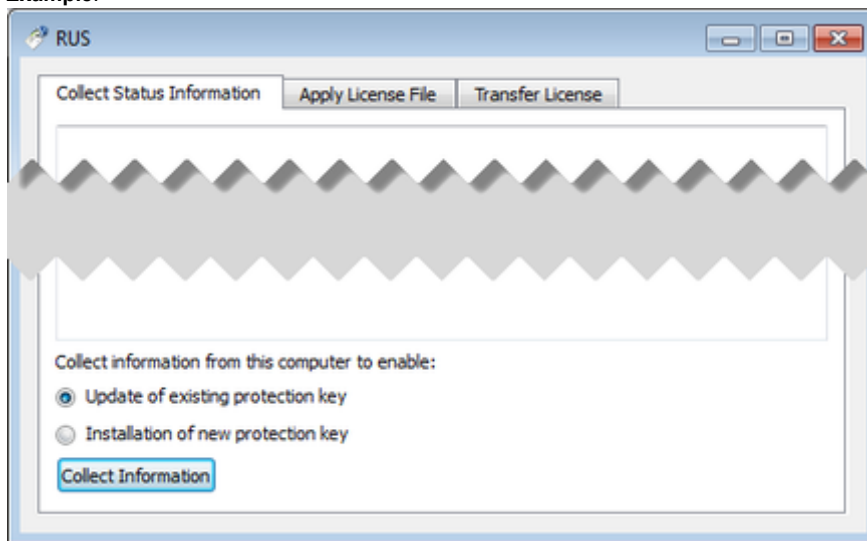 Example:
RUS
Collect Status Information
Apply License File
Transfer License
Collect information from this computer to enable:
Update of existing protection key
Installation of new protection key
Collect Information